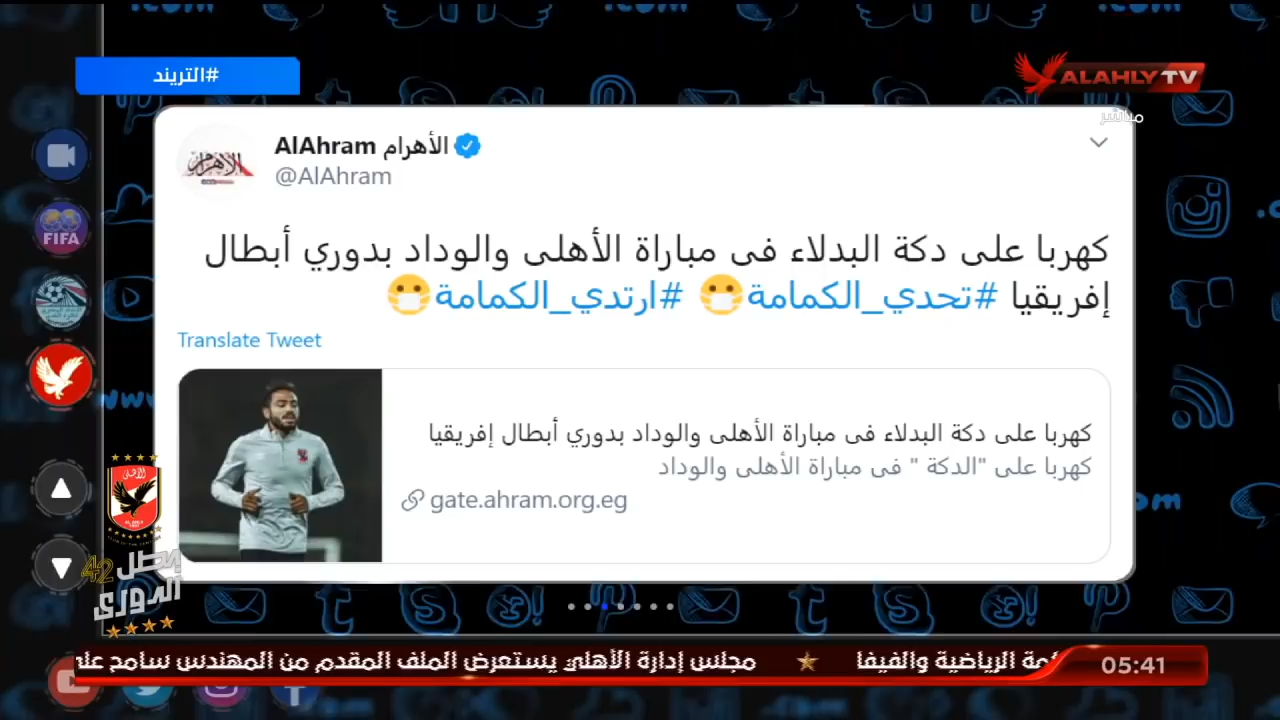 #التريند
ALAHLY TV
مباشر
AlAhram الأهرام
@AlAhram
كهربا على دكة البدلاء فى مباراة الأهلى والوداد بدوري أبطال
إفريقيا #تحدي_الكمامة😷 #ارتدي_الكمامة😷
Translate Tweet
كهربا على دكة البدلاء فى مباراة الأهلى والوداد بدوري أبطال إفريقيا
كهربا على "الدكة " فى مباراة الأهلى والوداد
gate.ahram.org.eg
FIFA
الأهلي
42 بطل
الدورى
الرياضية والفيفا ★ مجلس إدارة الأهلي يستعرض الملف المقدم من المهندس سامح
05:41